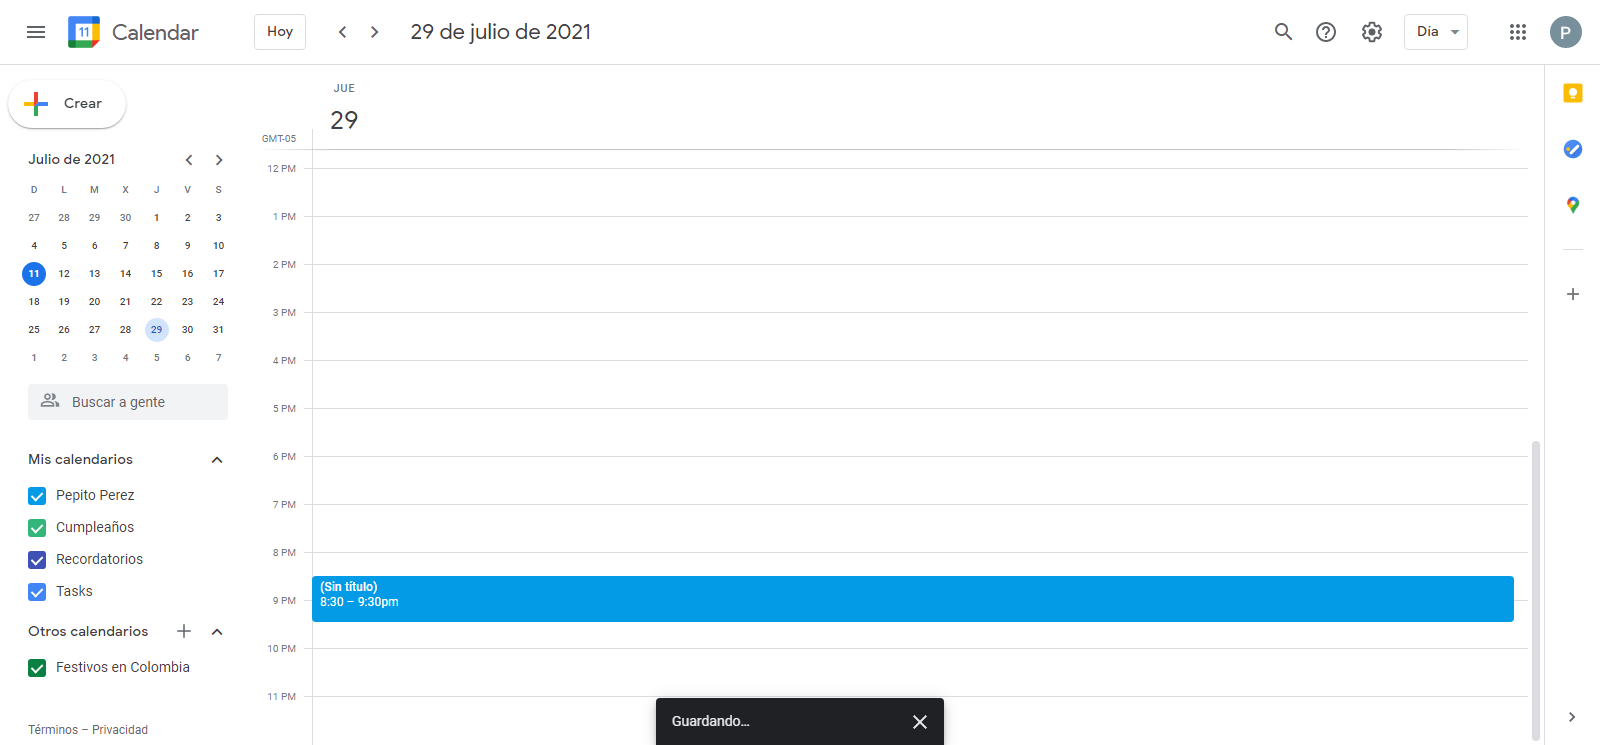 11 Calendar
Hoy
29 de julio de 2021
Día
P
Crear
Julio de 2021
D L M X J V S
27 28 29 30 1 2 3
4 5 6 7 8 9 10
11 12 13 14 15 16 17
18 19 20 21 22 23 24
25 26 27 28 29 30 31
1 2 3 4 5 6 7
Buscar a gente
Mis calendarios
Pepito Perez
Cumpleaños
Recordatorios
Tasks
Otros calendarios
Festivos en Colombia
Términos – Privacidad
JUE
29
GMT-05
12 PM
1 PM
2 PM
3 PM
4 PM
5 PM
6 PM
7 PM
8 PM
(Sin título)
8:30 – 9:30pm
9 PM
10 PM
11 PM
Guardando...